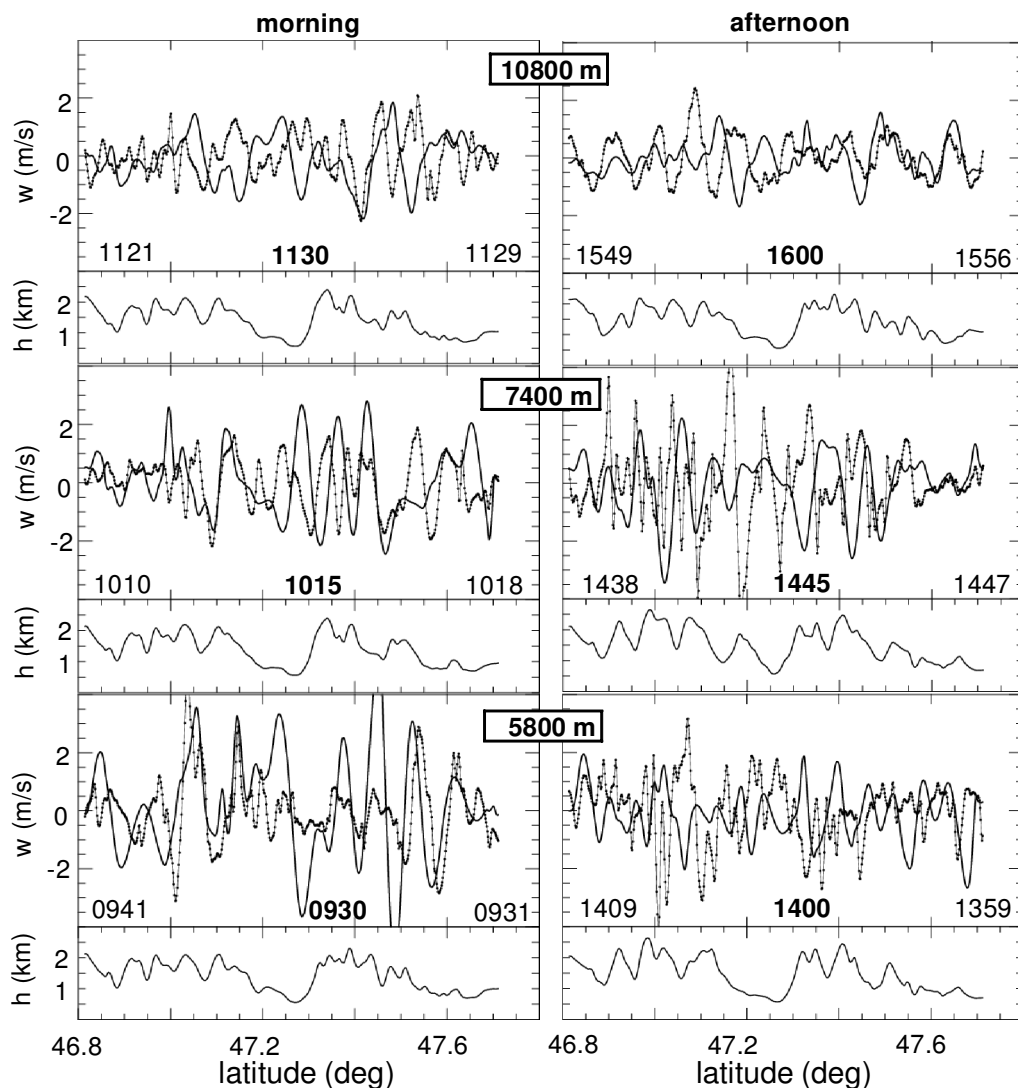 morning afternoon
10800 m
w (m/s)
2
0
-2
1121 1130 1129 1549 1600 1556
h (km)
2
1
7400 m
w (m/s)
2
0
-2
1010 1015 1018 1438 1445 1447
h (km)
2
1
5800 m
w (m/s)
2
0
-2
0941 0930 0931 1409 1400 1359
h (km)
2
1
46.8 47.2 47.6 46.8 47.2 47.6
latitude (deg) latitude (deg)